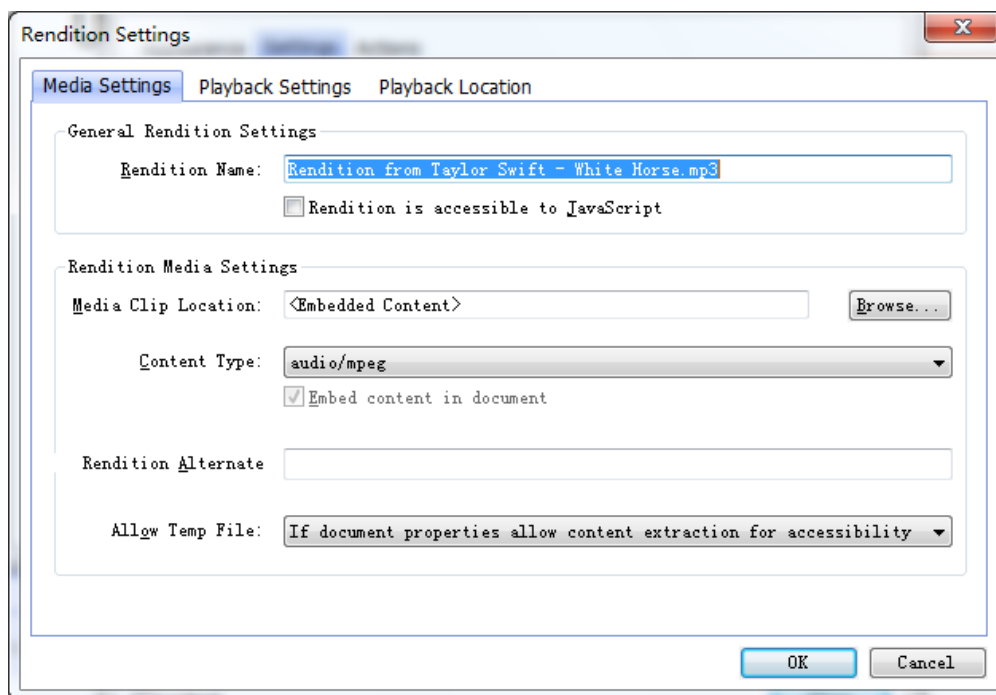 Rendition Settings
Settings Actions
Media Settings Playback Settings Playback Location
General Rendition Settings
Rendition Name: Rendition from Taylor Swift - White Horse.mp3
Rendition is accessible to JavaScript
Rendition Media Settings
Media Clip Location: <Embedded Content> Browse...
Content Type: audio/mpeg
Embed content in document
Rendition Alternate
Allow Temp File: If document properties allow content extraction for accessibility
OK Cancel